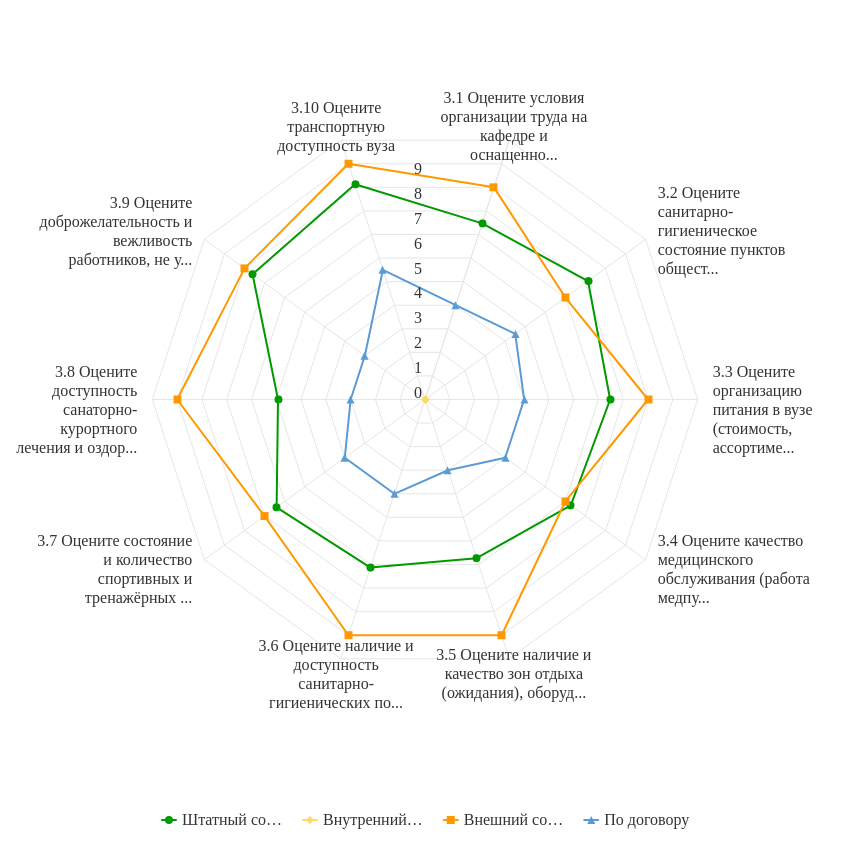 3.10 Оцените
транспортную
доступность вуза
3.1 Оцените условия
организации труда на
кафедре и
оснащенно...
3.2 Оцените
санитарно-
гигиеническое
состояние пунктов
общест...
3.3 Оцените
организацию
питания в вузе
(стоимость,
ассортиме...
3.4 Оцените качество
медицинского
обслуживания (работа
медпу...
3.5 Оцените наличие и
качество зон отдыха
(ожидания), оборуд...
3.6 Оцените наличие и
доступность
санитарно-
гигиенических по...
3.7 Оцените состояние
и количество
спортивных и
тренажёрных ...
3.8 Оцените
доступность
санаторно-
курортного
лечения и оздор...
3.9 Оцените
доброжелательность и
вежливость
работников, не у...
9
8
7
6
5
4
3
2
1
0
Штатный со…
Внутренний…
Внешний со…
По договору